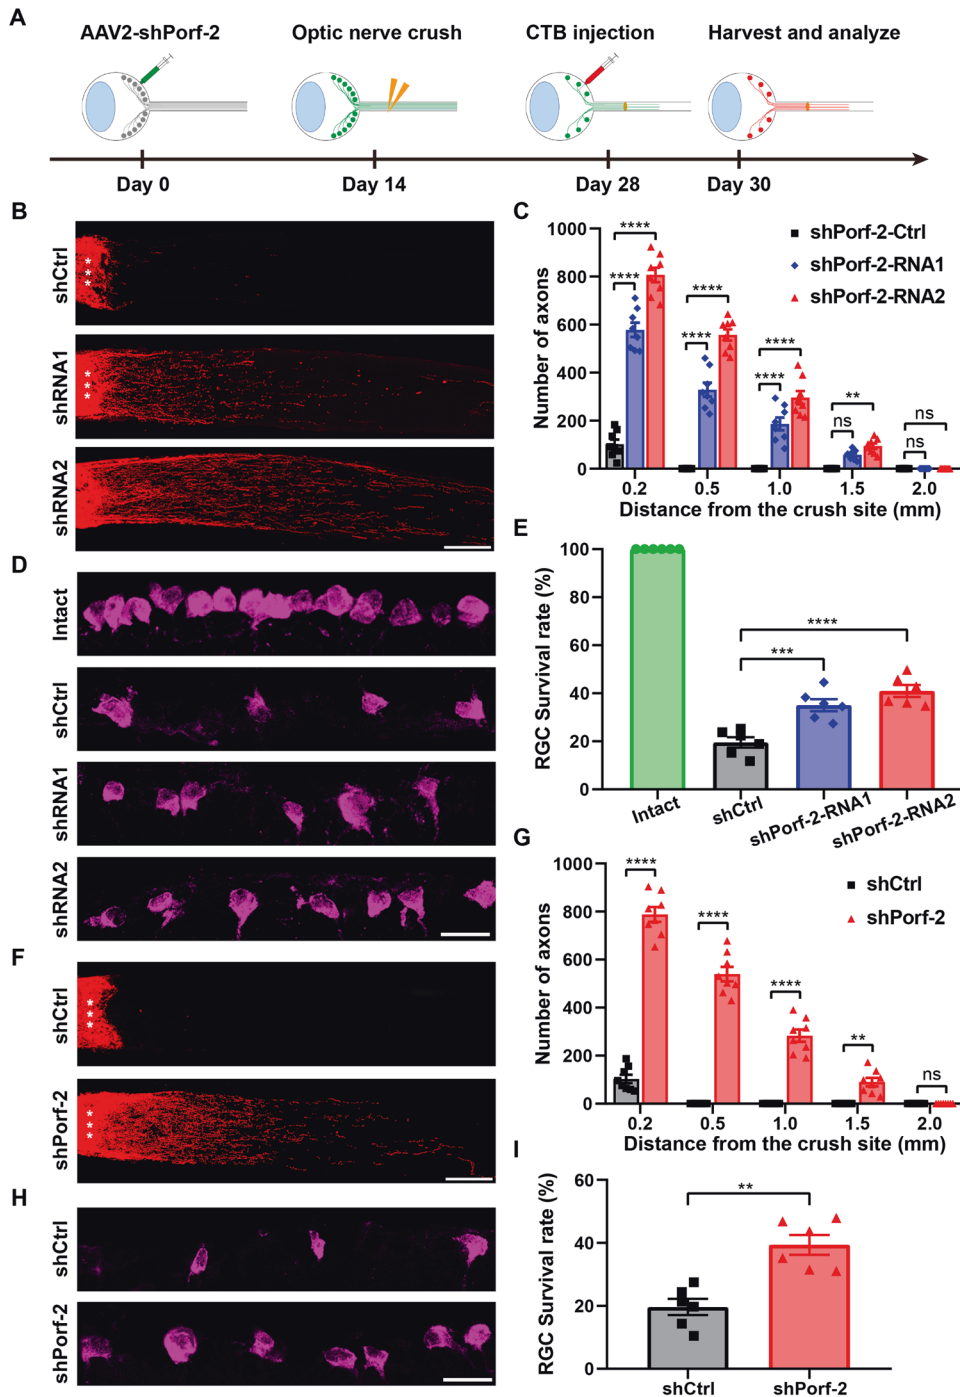 A
AAV2-shPorf-2
Optic nerve crush
CTB injection
Harvest and analyze
Day 0
Day 14
Day 28
Day 30
B
shCtrl
***
shRNA1
***
shRNA2
C
1000
800
600
400
200
0
Number of axons
shPorf-2-Ctrl
shPorf-2-RNA1
shPorf-2-RNA2
****
****
****
****
****
****
**
ns
ns
ns
0.2
0.5
1.0
1.5
2.0
Distance from the crush site (mm)
D
Intact
shCtrl
shRNA1
shRNA2
E
100
80
60
40
20
0
RGC Survival rate (%)
****
***
Intact
shCtrl
shPorf-2-RNA1
shPorf-2-RNA2
F
shCtrl
***
shPorf-2
***
G
1000
800
600
400
200
0
Number of axons
shCtrl
shPorf-2
****
****
****
**
ns
0.2
0.5
1.0
1.5
2.0
Distance from the crush site (mm)
H
shCtrl
shPorf-2
I
60
40
20
0
RGC Survival rate (%)
**
shCtrl
shPorf-2